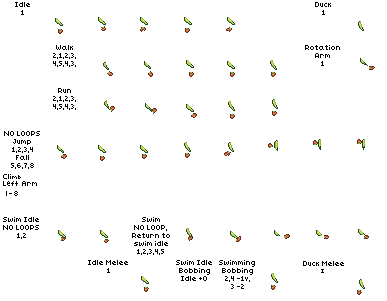 Idle
1
Duck
1
Walk
2,1,2,3,
4,5,4,3,
Rotation
Arm
1
Run
2,1,2,3,
4,5,4,3,
NO LOOPS
Jump
1,2,3,4
Fall
5,6,7,8
Climb
Left Arm
1 - 8
Swim Idle
NO LOOPS
1,2
Swim
NO LOOP,
Return to
swim idle
1,2,3,4,5
Idle Melee
1
Swim Idle
Bobbing
Idle +0
Swimming
Bobbing
2,4 -1v,
3 -2
Duck Melee
1